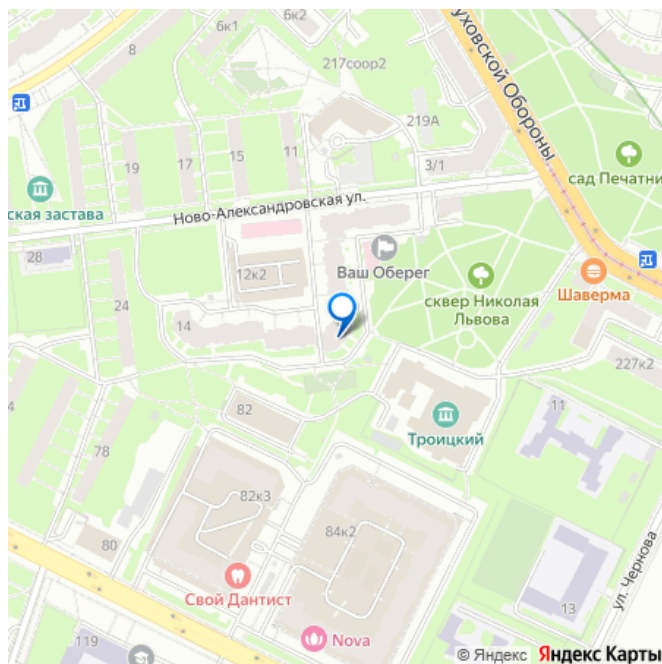 6к1
6к2
8
217соор2
уховской Обороны
219А
15
11
17
19
3/1
сад Печатни
ская застава
Ново-Александровская ул.
28
Ваш Оберег
12к2
сквер Николая
Львова
Шаверма
24
14
227к2
4
82
11
Троицкий
78
82к3
84к2
80
ул. Чернова
Свой Дантист
13
119
Nova
© Яндекс Яндекс Карты